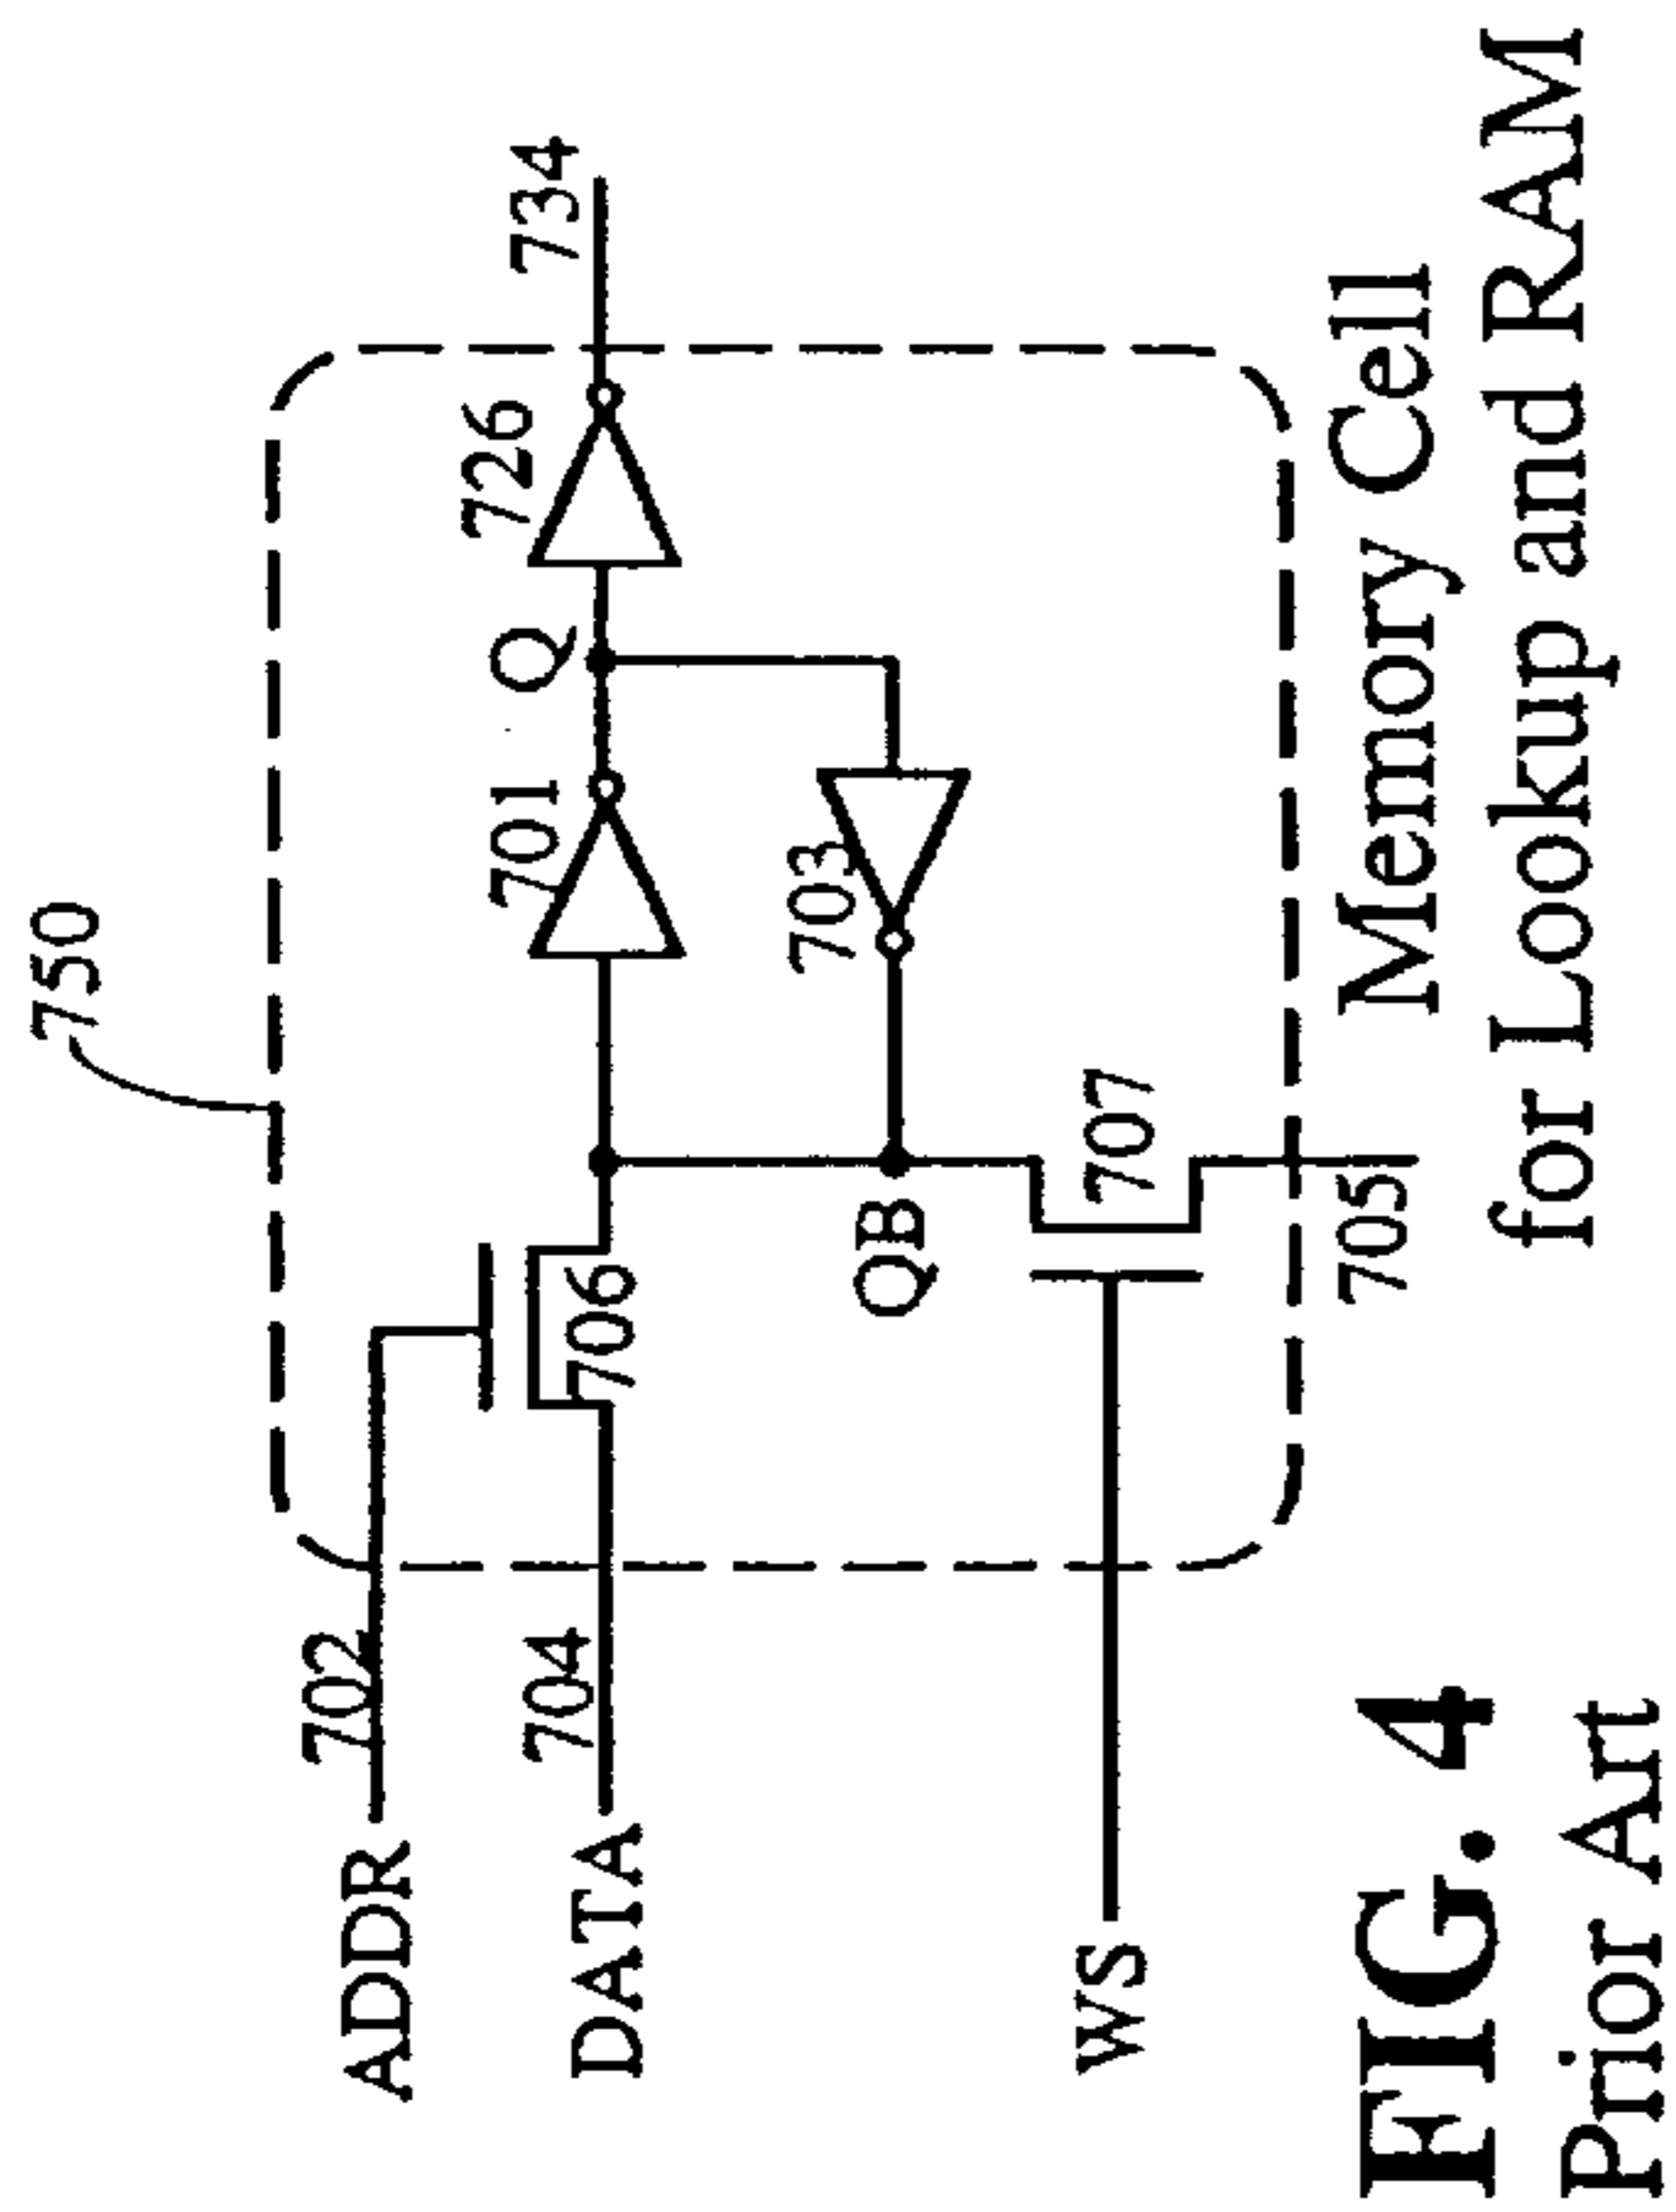 750
702
ADDR
704
DATA
706
701
Q
726
734
703
QB
WS
707
705
FIG. 4
Prior Art
Memory Cell
for Lookup and RAM